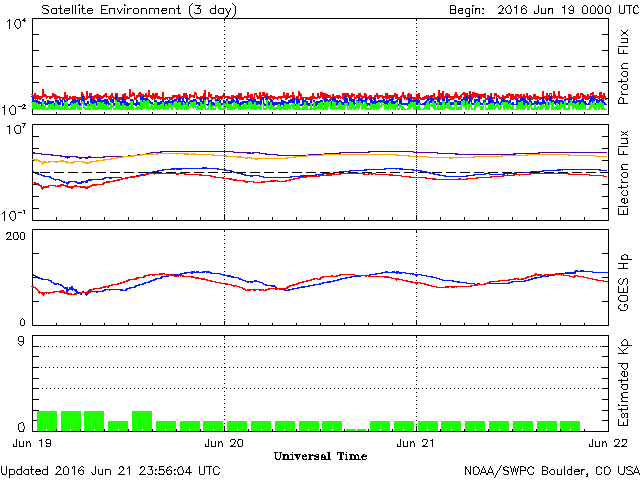 Satellite Environment (3 day)
Begin: 2016 Jun 19 0000 UTC
10^4
10^-2
Proton Flux
10^7
10^-1
Electron Flux
200
0
GOES Hp
9
0
Estimated Kp
Jun 19
Jun 20
Jun 21
Jun 22
Universal Time
Updated 2016 Jun 21 23:56:04 UTC
NOAA/SWPC Boulder, CO USA